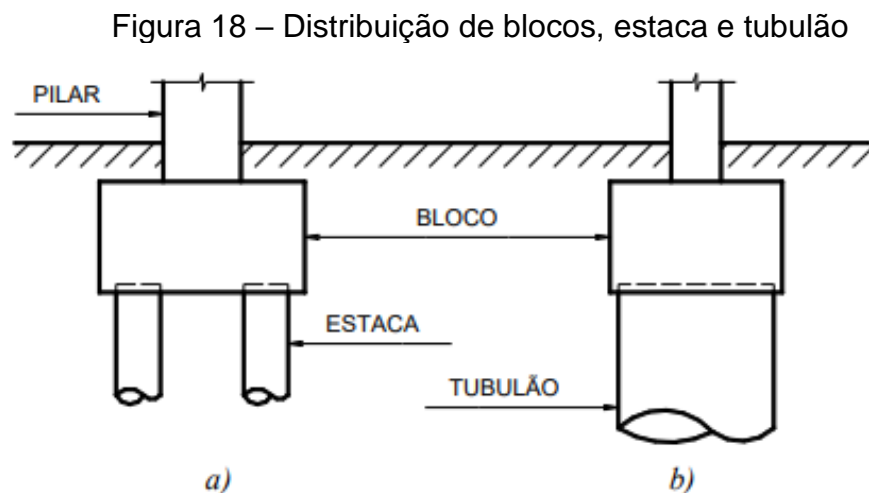 Figura 18 – Distribuição de blocos, estaca e tubulão
PILAR
BLOCO
ESTACA
TUBULÃO
a)
b)